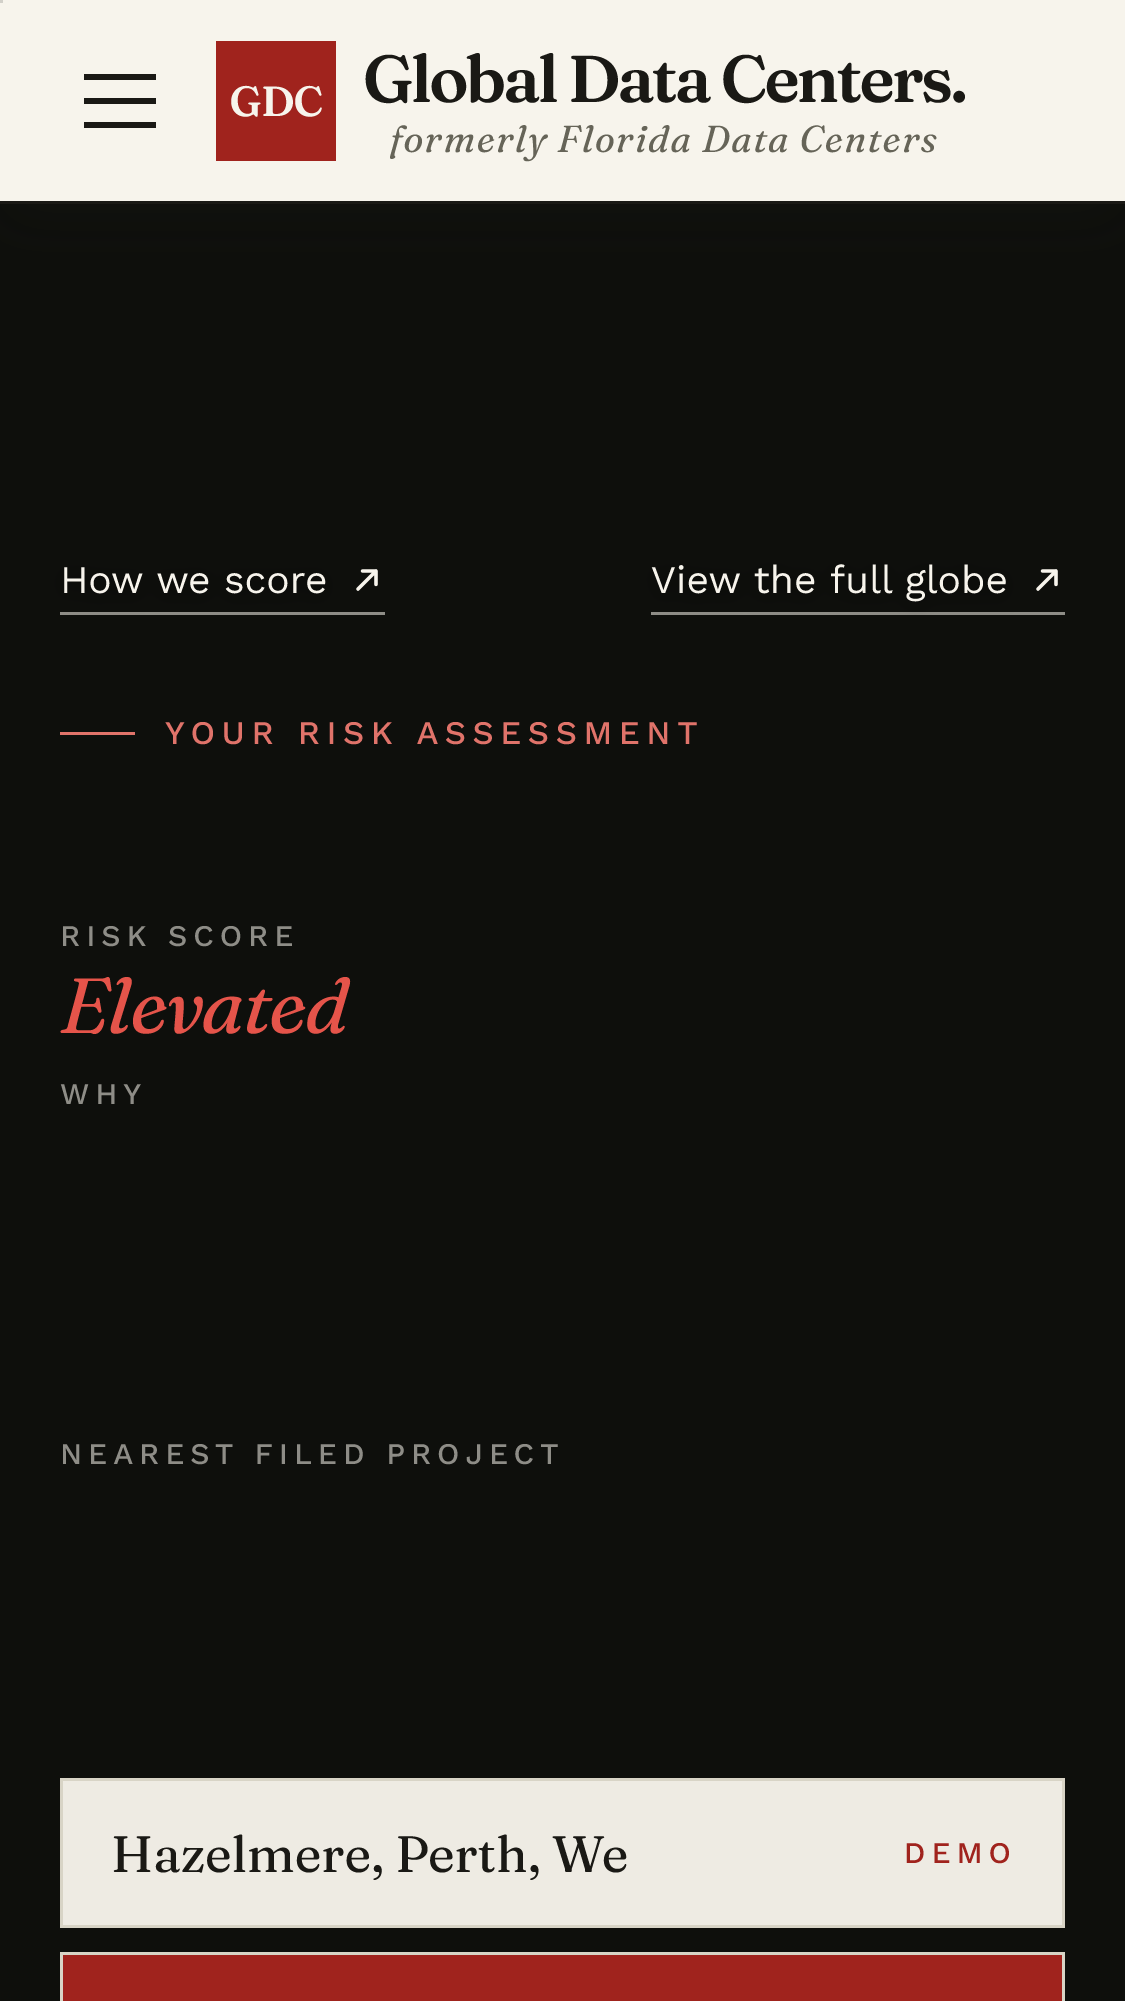 GDC
Global Data Centers.
formerly Florida Data Centers
How we score ↗
View the full globe ↗
YOUR RISK ASSESSMENT
RISK SCORE
Elevated
WHY
NEAREST FILED PROJECT
Hazelmere, Perth, We
DEMO